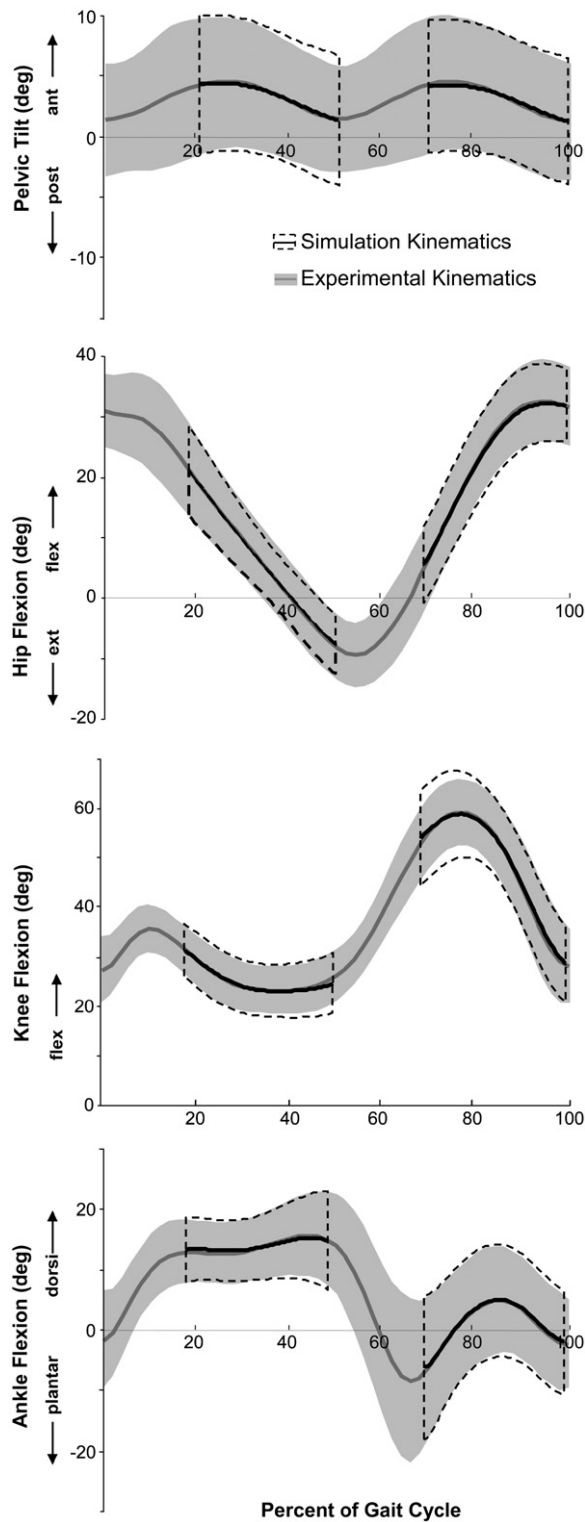 Pelvic Tilt (deg)
post
ant
10
0
-10
20
40
60
80
100
Simulation Kinematics
Experimental Kinematics
Hip Flexion (deg)
ext
flex
40
20
0
-20
20
40
60
80
100
Knee Flexion (deg)
flex
60
40
20
0
20
40
60
80
100
Ankle Flexion (deg)
plantar
dorsi
20
0
-20
20
40
60
80
100
Percent of Gait Cycle